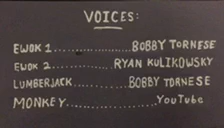 VOICES:
EWOK 1..............BOBBY TORNESE
EWOK 2............RYAN KULIKOWSKY
LUMBERJACK.........BOBBY TORNESE
MONKEY..................YouTube